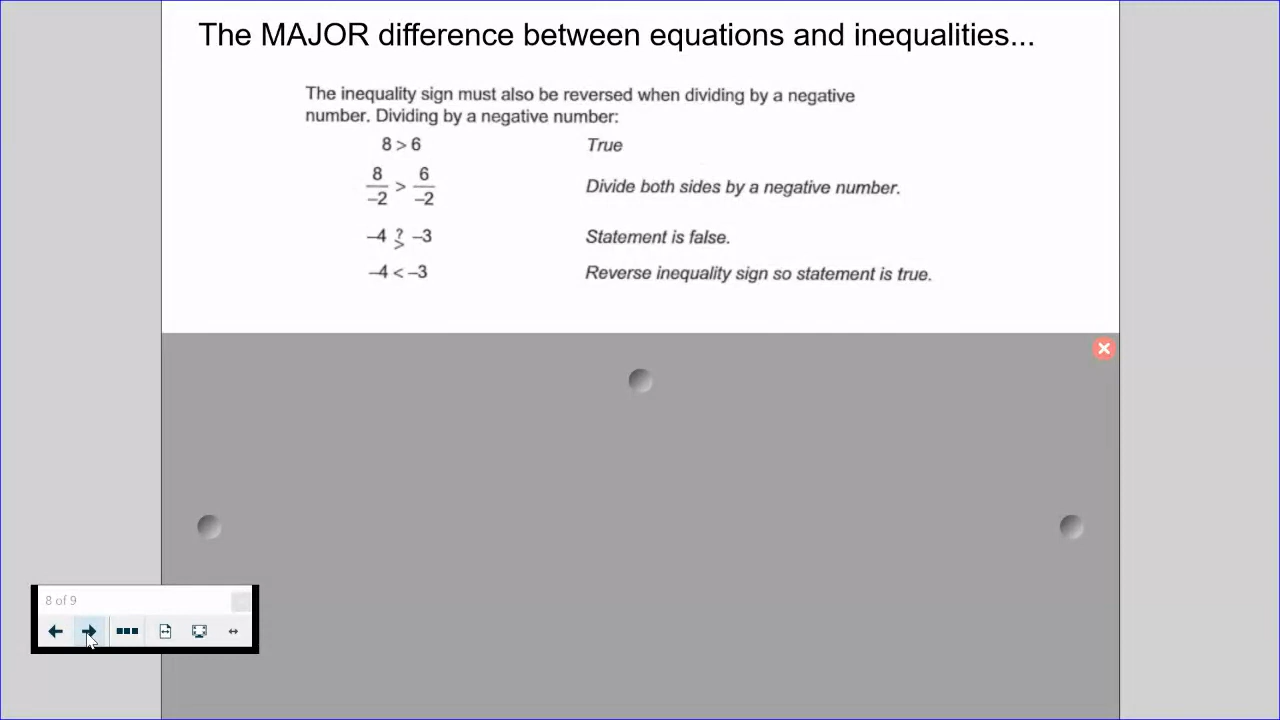 The MAJOR difference between equations and inequalities...
The inequality sign must also be reversed when dividing by a negative
number. Dividing by a negative number:
8 > 6 True
8/–2 > 6/–2 Divide both sides by a negative number.
–4 ?> –3 Statement is false.
–4 < –3 Reverse inequality sign so statement is true.
8 of 9